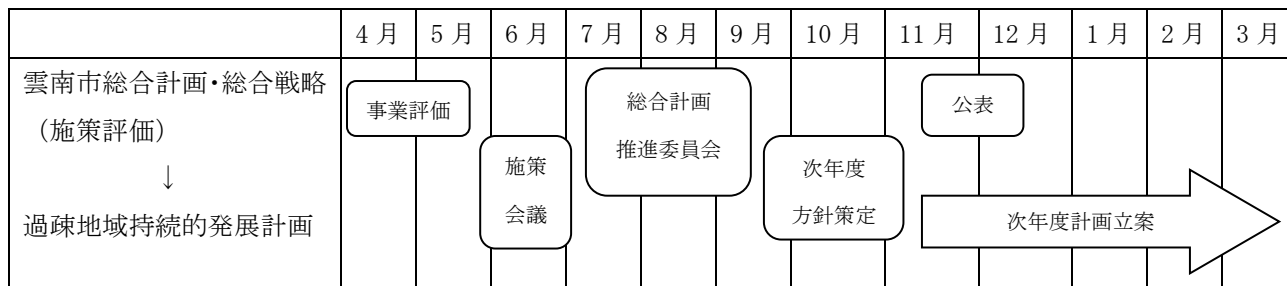 4月 5月 6月 7月 8月 9月 10月 11月 12月 1月 2月 3月
雲南市総合計画・総合戦略
（施策評価）
↓
過疎地域持続的発展計画
事業評価
施策
会議
総合計画
推進委員会
次年度
方針策定
公表
次年度計画立案